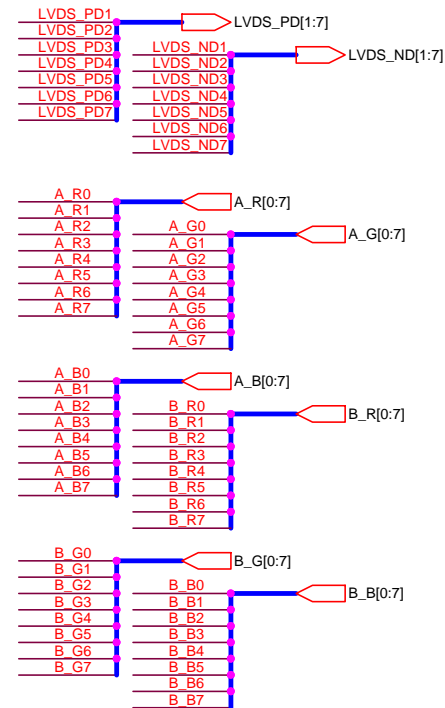 LVDS_PD1
LVDS_PD2
LVDS_PD3
LVDS_PD4
LVDS_PD5
LVDS_PD6
LVDS_PD7
LVDS_PD[1:7]
LVDS_ND1
LVDS_ND2
LVDS_ND3
LVDS_ND4
LVDS_ND5
LVDS_ND6
LVDS_ND7
LVDS_ND[1:7]
A_R0
A_R1
A_R2
A_R3
A_R4
A_R5
A_R6
A_R7
A_R[0:7]
A_G0
A_G1
A_G2
A_G3
A_G4
A_G5
A_G6
A_G7
A_G[0:7]
A_B0
A_B1
A_B2
A_B3
A_B4
A_B5
A_B6
A_B7
A_B[0:7]
B_R0
B_R1
B_R2
B_R3
B_R4
B_R5
B_R6
B_R7
B_R[0:7]
B_G0
B_G1
B_G2
B_G3
B_G4
B_G5
B_G6
B_G7
B_G[0:7]
B_B0
B_B1
B_B2
B_B3
B_B4
B_B5
B_B6
B_B7
B_B[0:7]